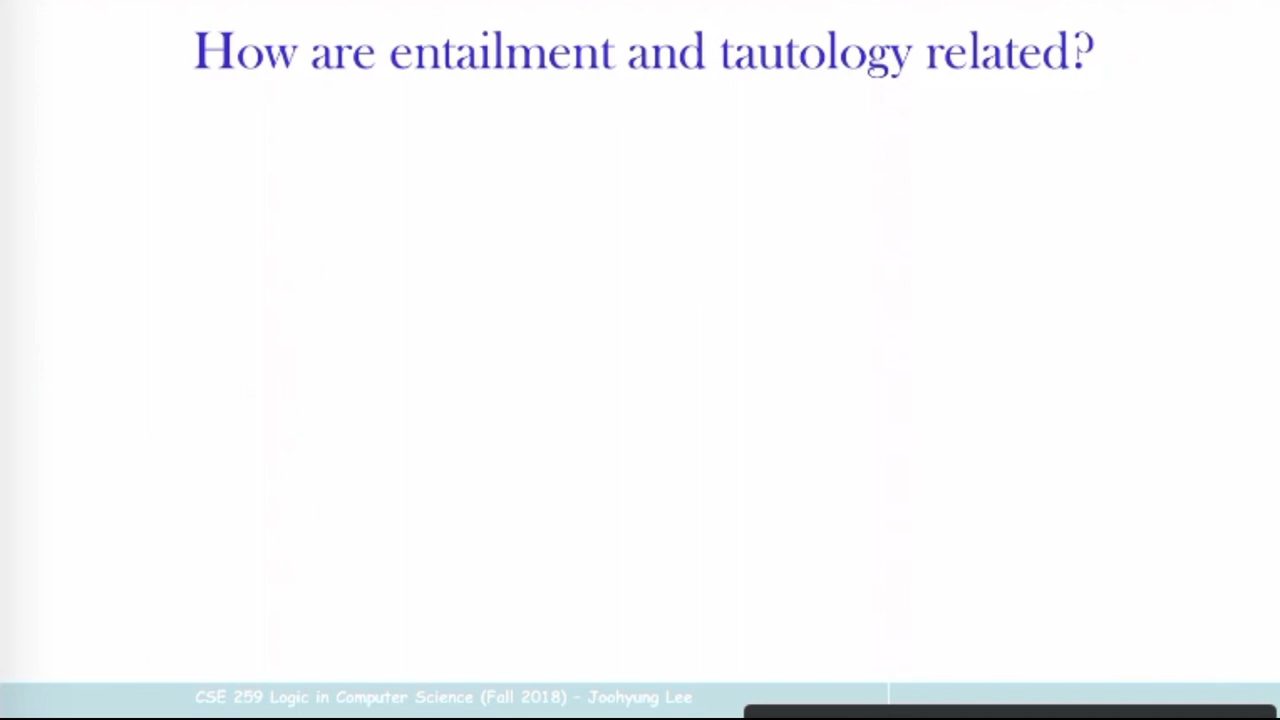 How are entailment and tautology related?
CSE 259 Logic in Computer Science (Fall 2018) - Joohyung Lee